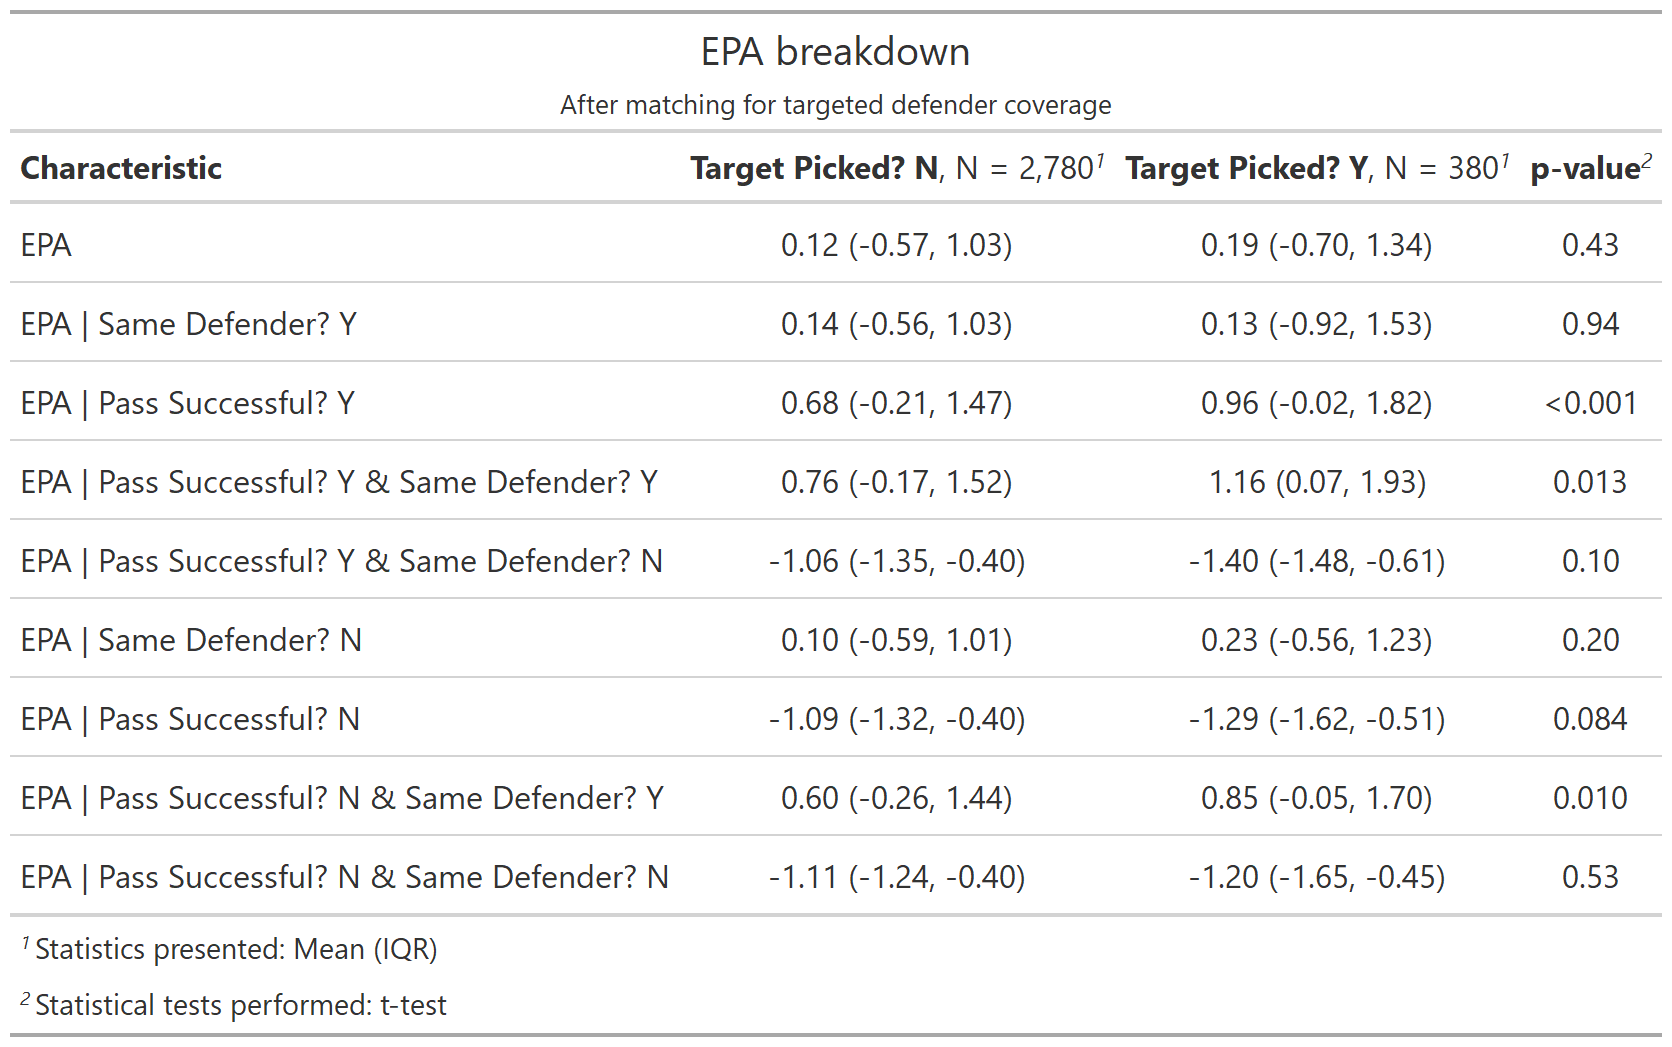 EPA breakdown
After matching for targeted defender coverage
Characteristic Target Picked? N, N = 2,780¹ Target Picked? Y, N = 380¹ p-value²
EPA 0.12 (-0.57, 1.03) 0.19 (-0.70, 1.34) 0.43
EPA | Same Defender? Y 0.14 (-0.56, 1.03) 0.13 (-0.92, 1.53) 0.94
EPA | Pass Successful? Y 0.68 (-0.21, 1.47) 0.96 (-0.02, 1.82) <0.001
EPA | Pass Successful? Y & Same Defender? Y 0.76 (-0.17, 1.52) 1.16 (0.07, 1.93) 0.013
EPA | Pass Successful? Y & Same Defender? N -1.06 (-1.35, -0.40) -1.40 (-1.48, -0.61) 0.10
EPA | Same Defender? N 0.10 (-0.59, 1.01) 0.23 (-0.56, 1.23) 0.20
EPA | Pass Successful? N -1.09 (-1.32, -0.40) -1.29 (-1.62, -0.51) 0.084
EPA | Pass Successful? N & Same Defender? Y 0.60 (-0.26, 1.44) 0.85 (-0.05, 1.70) 0.010
EPA | Pass Successful? N & Same Defender? N -1.11 (-1.24, -0.40) -1.20 (-1.65, -0.45) 0.53
¹ Statistics presented: Mean (IQR)
² Statistical tests performed: t-test